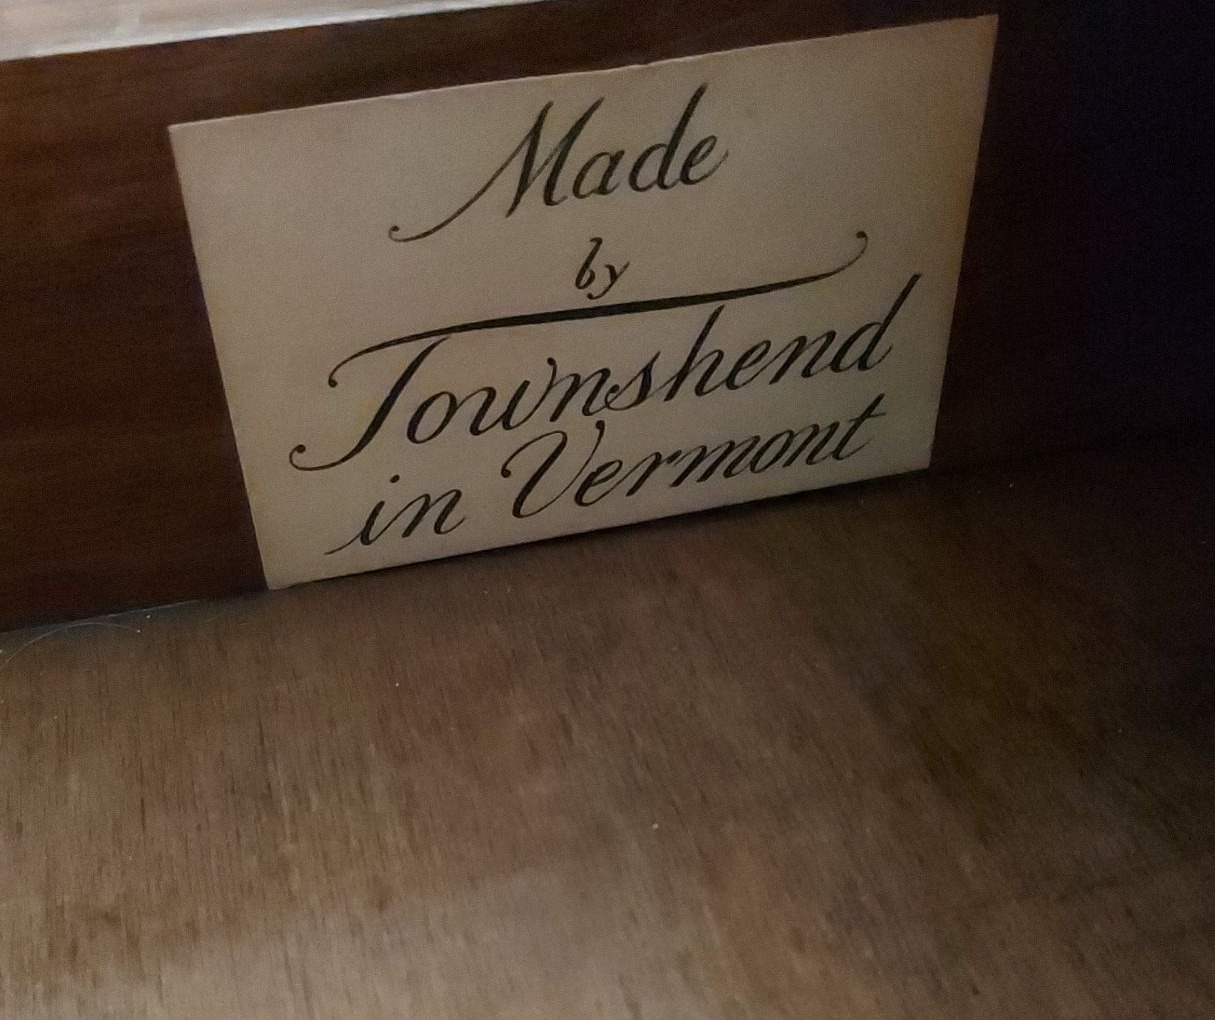 Made
by
Townshend
in Vermont